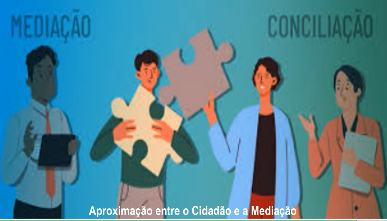 MEDIAÇÃO
CONCILIAÇÃO
Aproximação entre o Cidadão e a Mediação